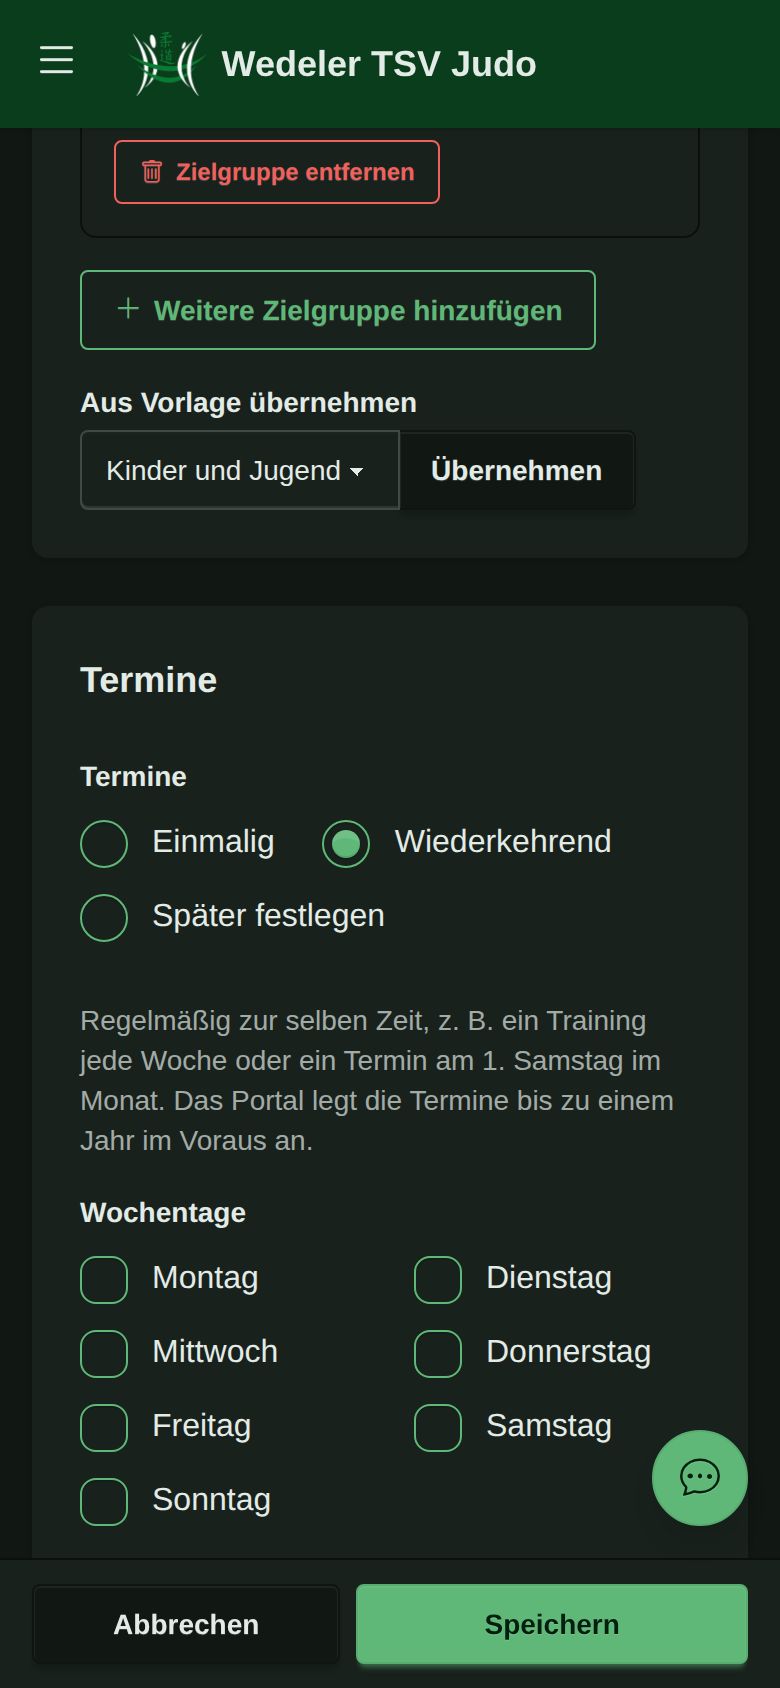 Wedeler TSV Judo
Zielgruppe entfernen
Weitere Zielgruppe hinzufügen
Aus Vorlage übernehmen
Kinder und Jugend
Übernehmen
Termine
Termine
Einmalig
Wiederkehrend
Später festlegen
Regelmäßig zur selben Zeit, z. B. ein Training
jede Woche oder ein Termin am 1. Samstag im
Monat. Das Portal legt die Termine bis zu einem
Jahr im Voraus an.
Wochentage
Montag
Dienstag
Mittwoch
Donnerstag
Freitag
Samstag
Sonntag
Abbrechen
Speichern